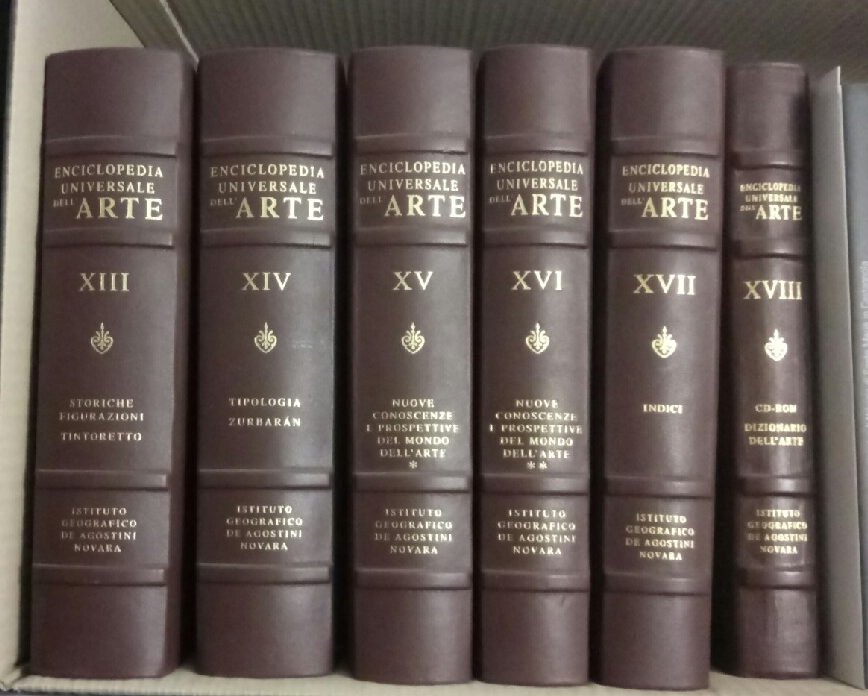 ENCICLOPEDIA
UNIVERSALE
DELL'ARTE
XIII
STORICHE
FIGURAZIONI
TINTORETTO
ISTITUTO
GEOGRAFICO
DE AGOSTINI
NOVARA
ENCICLOPEDIA
UNIVERSALE
DELL'ARTE
XIV
TIPOLOGIA
ZURBARÁN
ISTITUTO
GEOGRAFICO
DE AGOSTINI
NOVARA
ENCICLOPEDIA
UNIVERSALE
DELL'ARTE
XV
NUOVE
CONOSCENZE
E PROSPETTIVE
DEL MONDO
DELL'ARTE
*
ISTITUTO
GEOGRAFICO
DE AGOSTINI
NOVARA
ENCICLOPEDIA
UNIVERSALE
DELL'ARTE
XVI
NUOVE
CONOSCENZE
E PROSPETTIVE
DEL MONDO
DELL'ARTE
**
ISTITUTO
GEOGRAFICO
DE AGOSTINI
NOVARA
ENCICLOPEDIA
UNIVERSALE
DELL'ARTE
XVII
INDICI
ISTITUTO
GEOGRAFICO
DE AGOSTINI
NOVARA
ENCICLOPEDIA
UNIVERSALE
DELL'ARTE
XVIII
CD-ROM
DIZIONARIO
DELL'ARTE
ISTITUTO
GEOGRAFICO
DE AGOSTINI
NOVARA